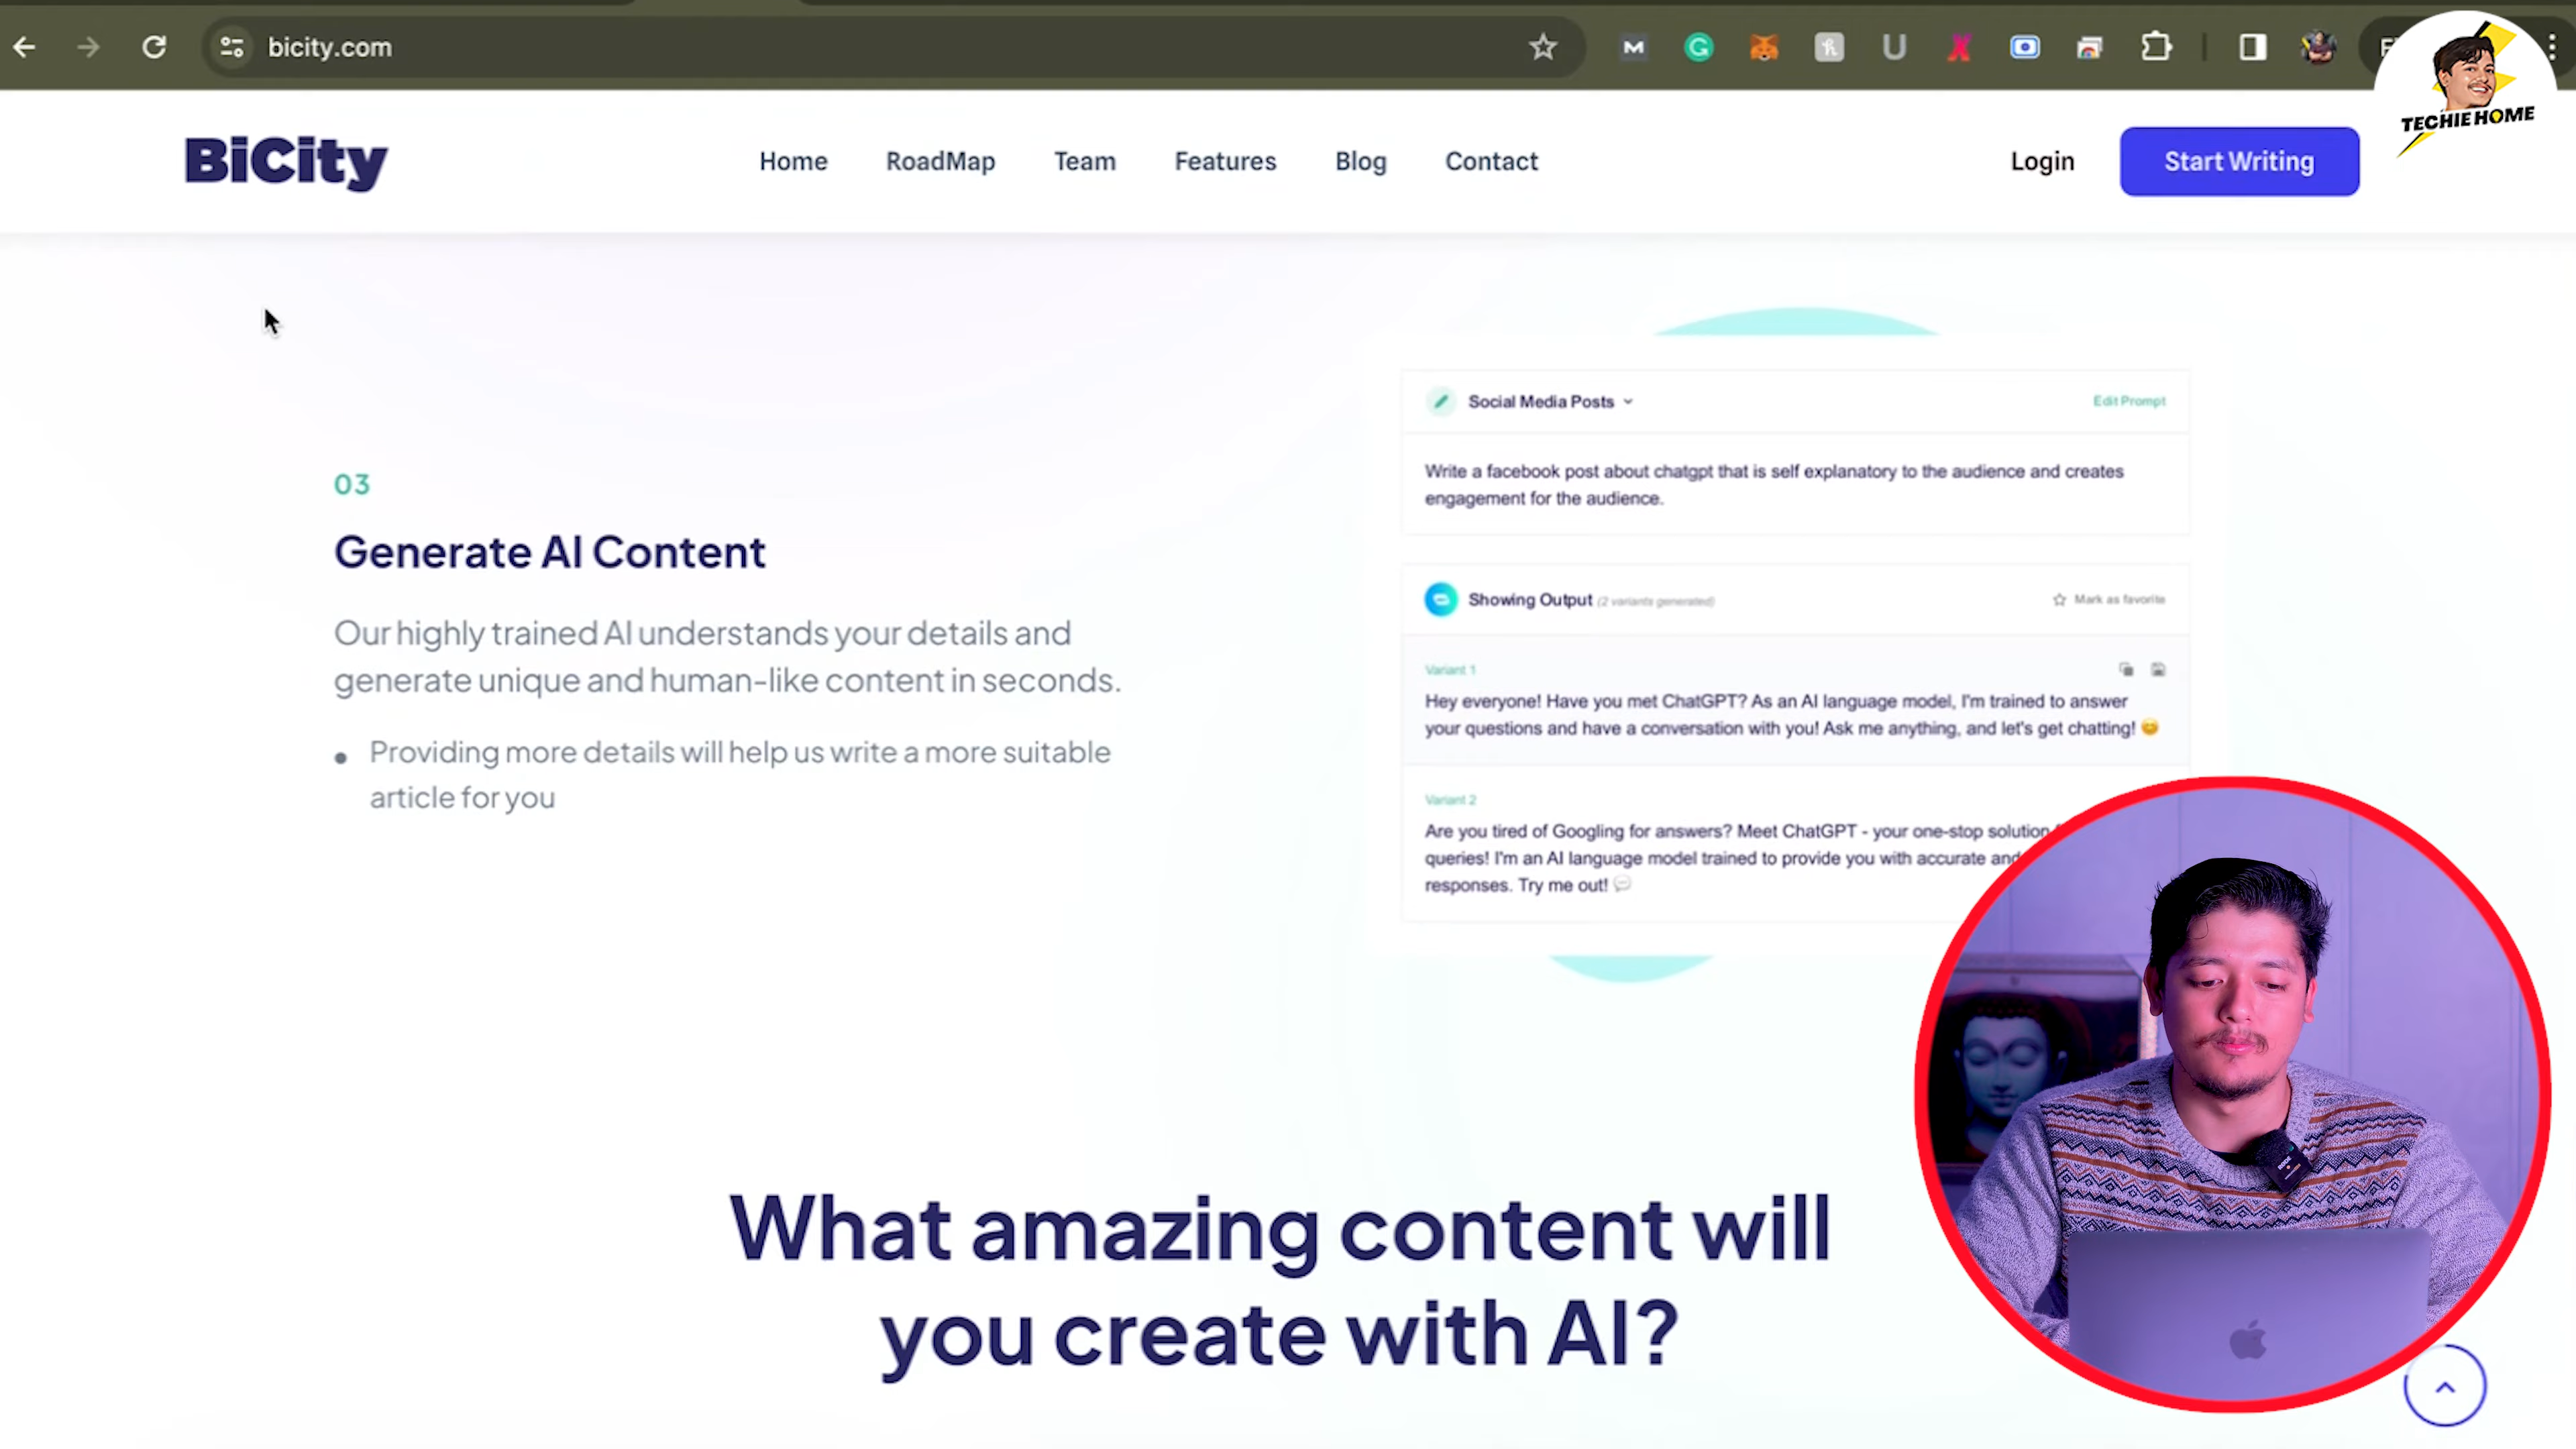 bicity.com
TECHIE HOME
BiCity
Home
RoadMap
Team
Features
Blog
Contact
Login
Start Writing
03
Generate AI Content
Our highly trained AI understands your details and
generate unique and human-like content in seconds.
Providing more details will help us write a more suitable
article for you
Social Media Posts
Edit Prompt
Write a facebook post about chatgpt that is self explanatory to the audience and creates
engagement for the audience.
Showing Output (2 variants generated)
Mark as favorite
Variant 1
Hey everyone! Have you met ChatGPT? As an AI language model, I'm trained to answer
your questions and have a conversation with you! Ask me anything, and let's get chatting! 😊
Variant 2
Are you tired of Googling for answers? Meet ChatGPT - your one-stop solution
queries! I'm an AI language model trained to provide you with accurate and
responses. Try me out! 💬
What amazing content will
you create with AI?